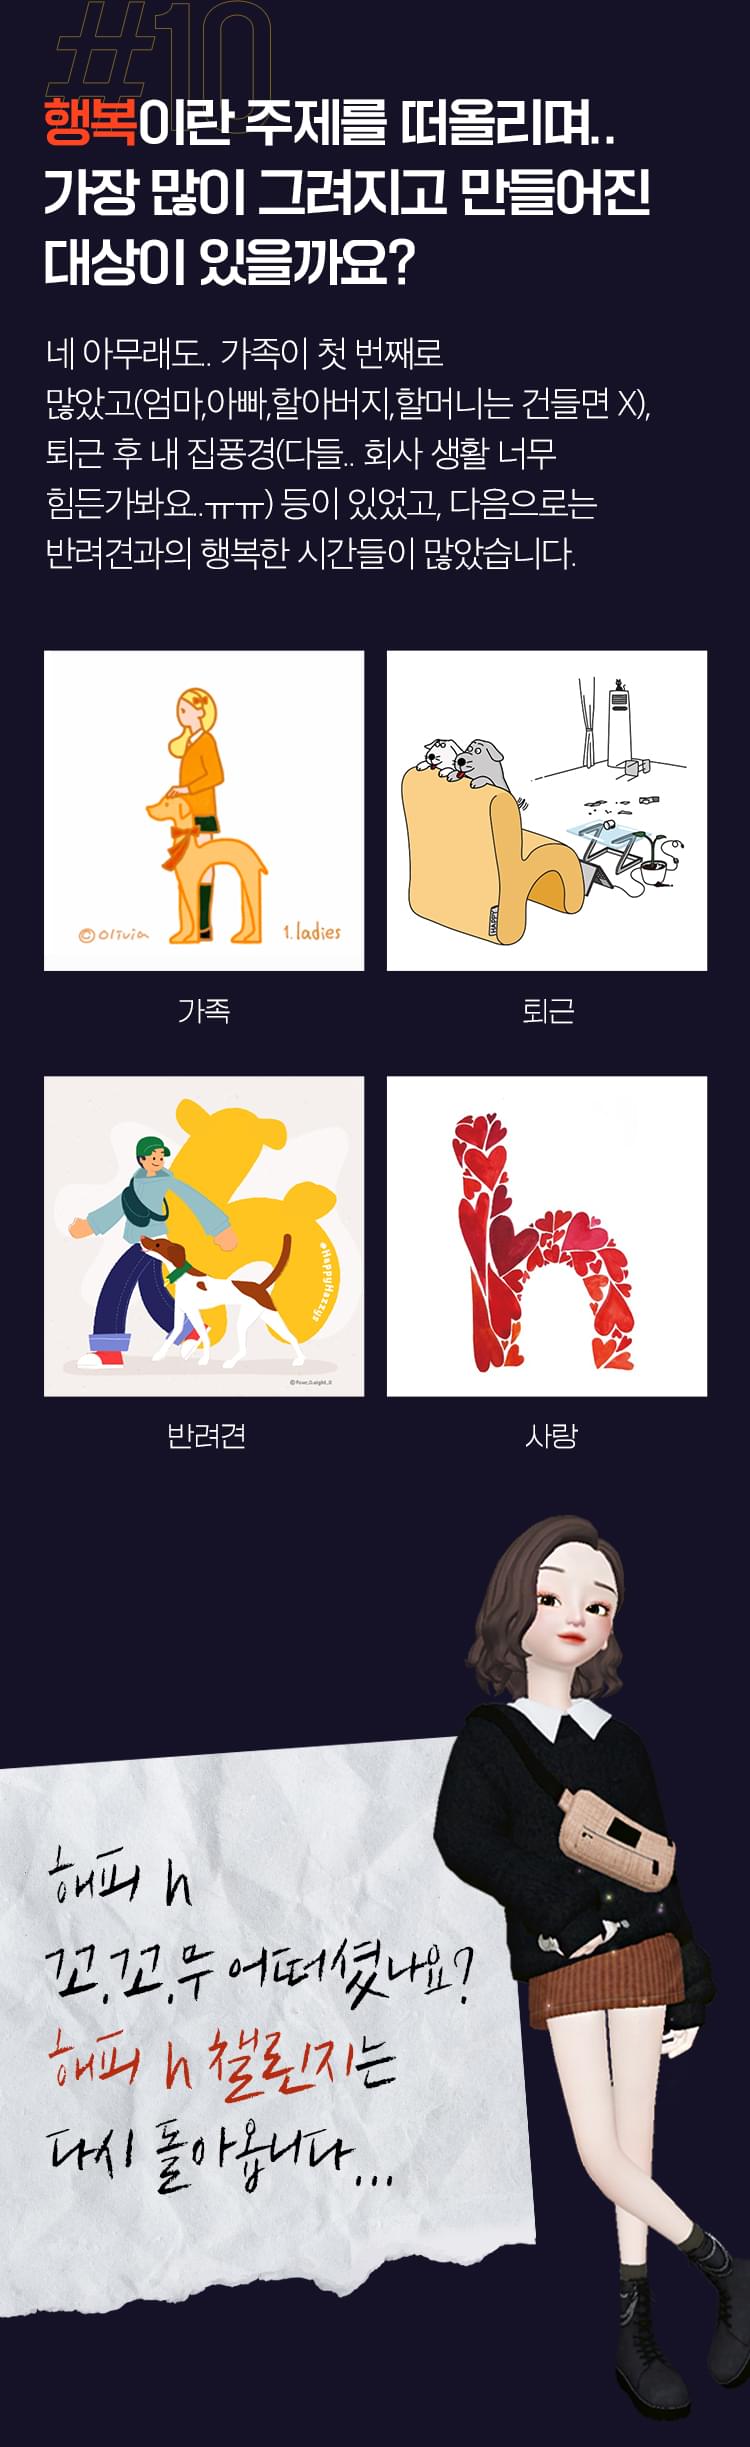 #10
행복이란 주제를 떠올리며..
가장 많이 그려지고 만들어진
대상이 있을까요?
네 아무래도.. 가족이 첫 번째로
많았고(엄마,아빠,할아버지,할머니는 건들면 X),
퇴근 후 내 집풍경(다들.. 회사 생활 너무
힘든가봐요..ㅠㅠ) 등이 있었고, 다음으로는
반려견과의 행복한 시간들이 많았습니다.
©olivia
1.ladies
HAPPY
가족
퇴근
@HappyHazzys
반려견
사랑
해피 h
꼬.꼬.무 어떠셨나요?
해피 h 챌린지는
다시 돌아옵니다...